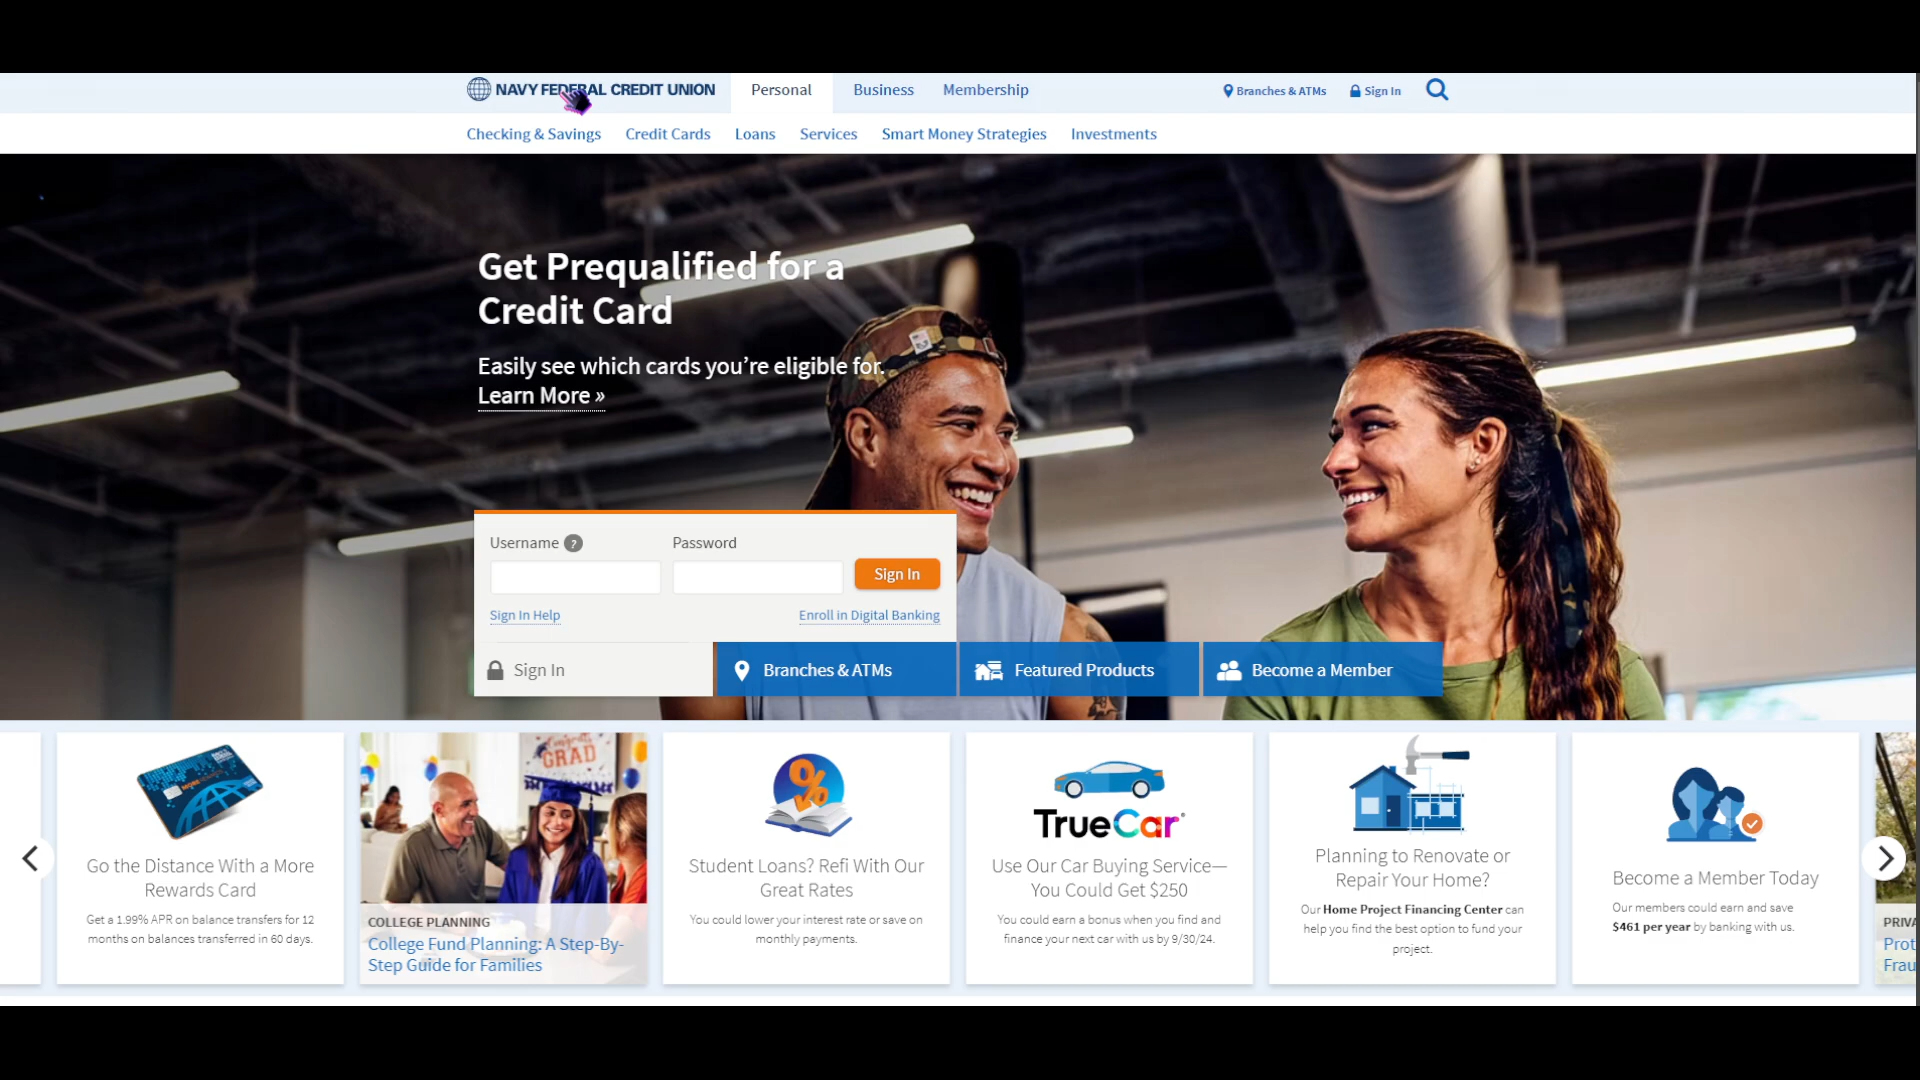 NAVY FEDERAL CREDIT UNION
Personal
Business
Membership
Branches & ATMs
Sign In
Checking & Savings
Credit Cards
Loans
Services
Smart Money Strategies
Investments
Get Prequalified for a
Credit Card
Easily see which cards you’re eligible for.
Learn More »
Username ?
Password
Sign In
Sign In Help
Enroll in Digital Banking
Sign In
Branches & ATMs
Featured Products
Become a Member
Go the Distance With a More
Rewards Card
Get a 1.99% APR on balance transfers for 12
months on balances transferred in 60 days.
GRAD
COLLEGE PLANNING
College Fund Planning: A Step-By-
Step Guide for Families
%
Student Loans? Refi With Our
Great Rates
You could lower your interest rate or save on
monthly payments.
TrueCar
Use Our Car Buying Service—
You Could Get $250
You could earn a bonus when you find and
finance your next car with us by 9/30/24.
Planning to Renovate or
Repair Your Home?
Our Home Project Financing Center can
help you find the best option to fund your
project.
Become a Member Today
Our members could earn and save
$461 per year by banking with us.
PRIVA
Prot
Frau